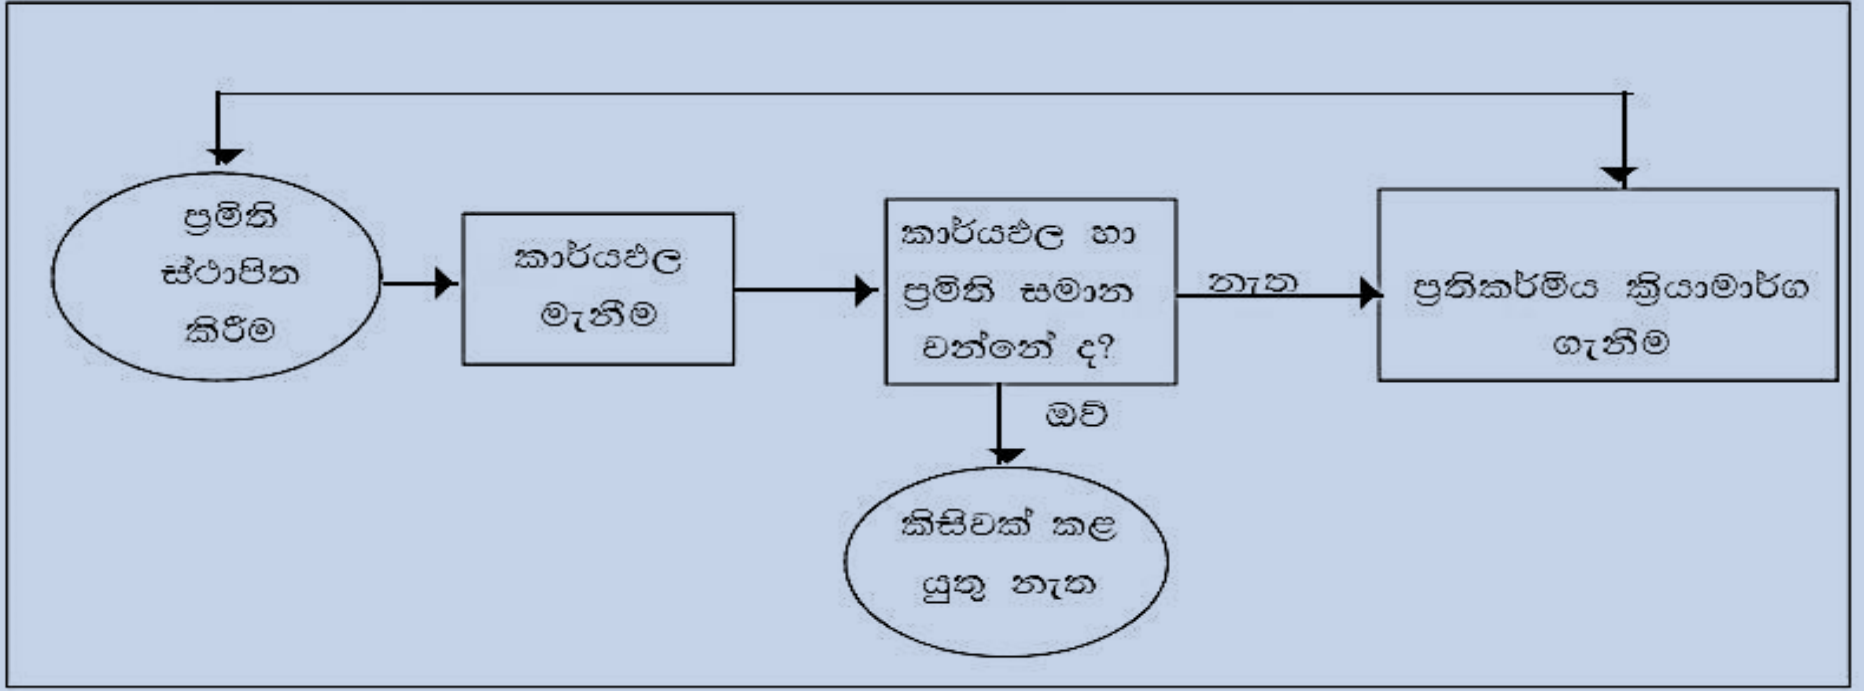 ප්‍රමිති
ස්ථාපිත
කිරීම
කාර්යඵල
මැනීම
කාර්යඵල හා
ප්‍රමිති සමාන
වන්නේ ද?
නැත
ප්‍රතිකර්මීය ක්‍රියාමාර්ග
ගැනීම
ඔව්
කිසිවක් කළ
යුතු නැත